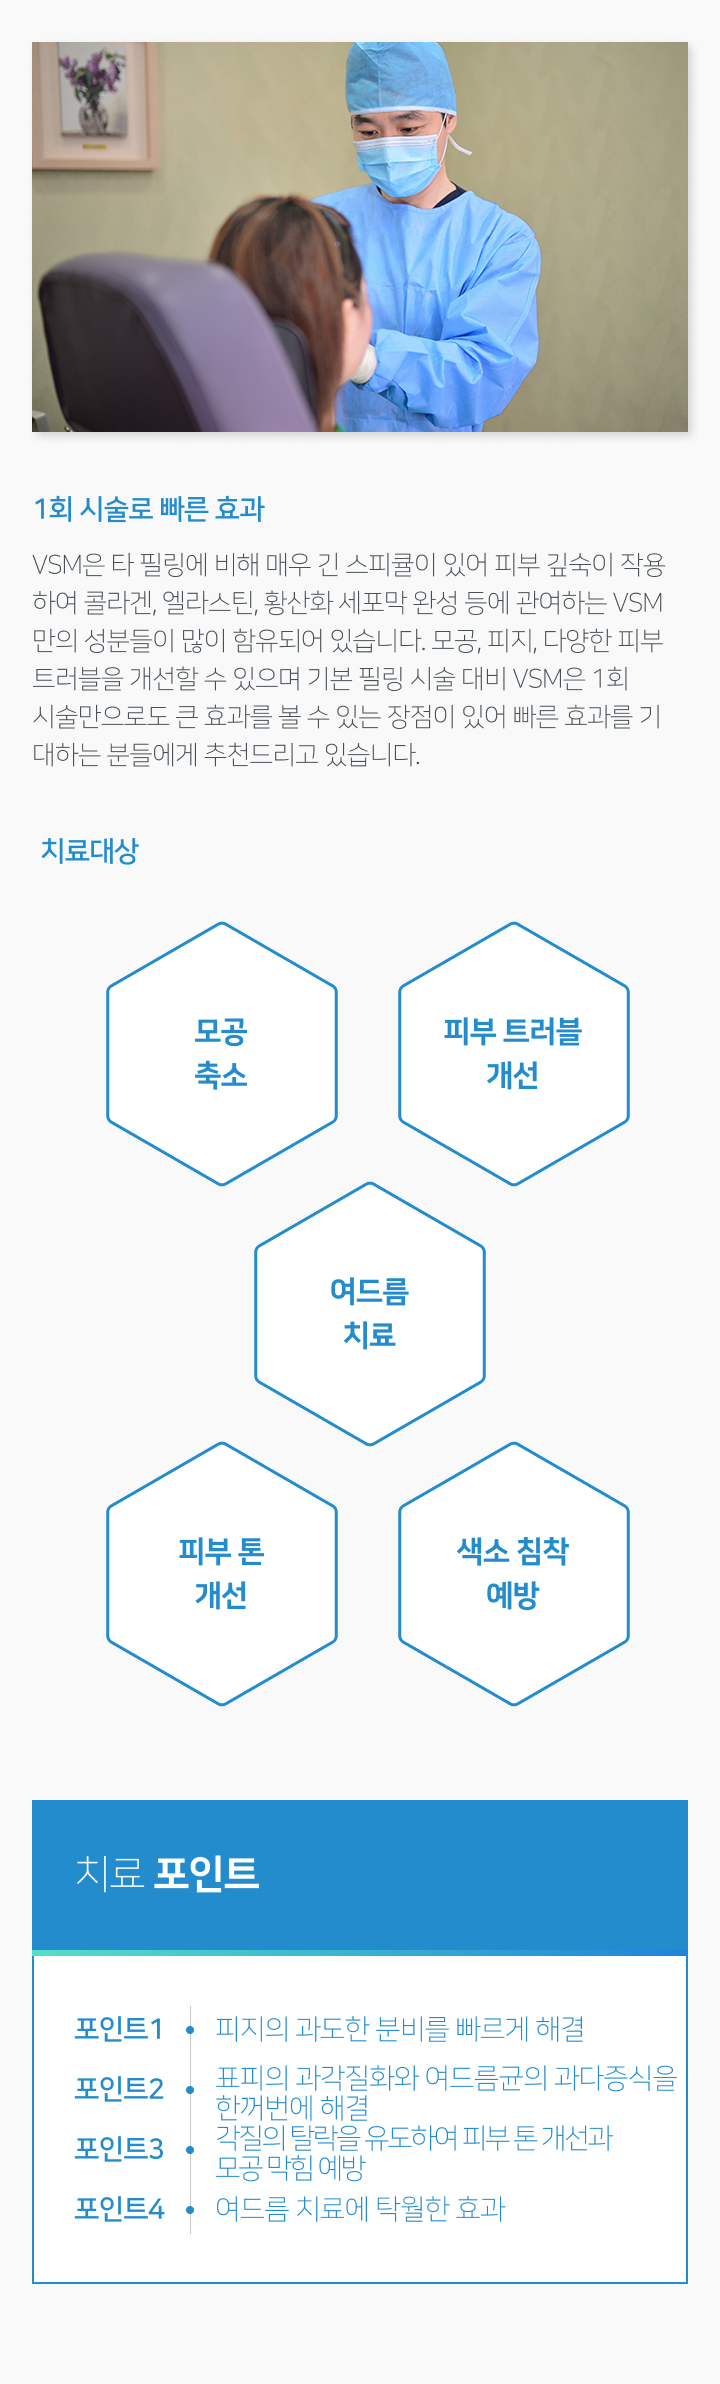 1회 시술로 빠른 효과
VSM은 타 필링에 비해 매우 긴 스피큘이 있어 피부 깊숙이 작용
하여 콜라겐, 엘라스틴, 황산화 세포막 완성 등에 관여하는 VSM
만의 성분들이 많이 함유되어 있습니다. 모공, 피지, 다양한 피부
트러블을 개선할 수 있으며 기본 필링 시술 대비 VSM은 1회
시술만으로도 큰 효과를 볼 수 있는 장점이 있어 빠른 효과를 기
대하는 분들에게 추천드리고 있습니다.
치료대상
모공
축소
피부 트러블
개선
여드름
치료
피부 톤
개선
색소 침착
예방
치료 포인트
포인트1 피지의 과도한 분비를 빠르게 해결
포인트2 표피의 과각질화와 여드름균의 과다증식을
한꺼번에 해결
포인트3 각질의 탈락을 유도하여 피부 톤 개선과
모공 막힘 예방
포인트4 여드름 치료에 탁월한 효과